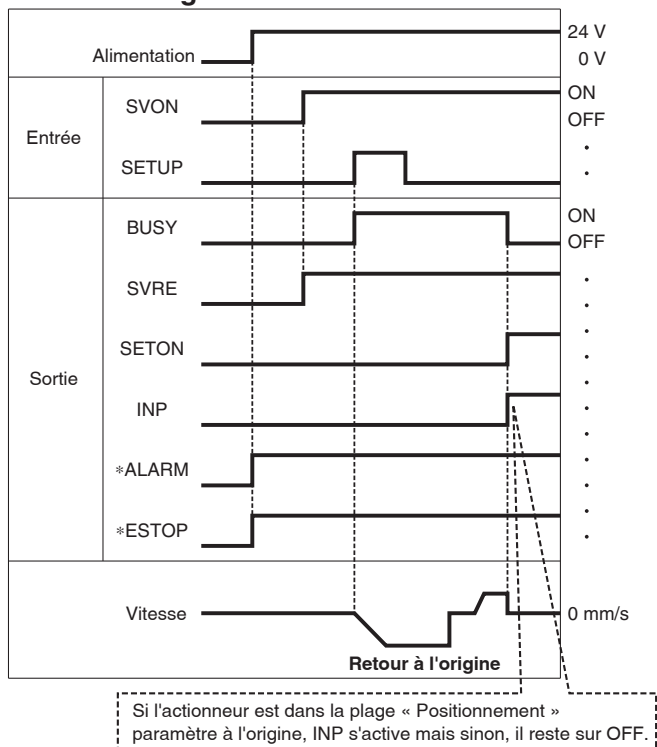 Alimentation
24 V
0 V
Entrée
SVON
ON
OFF
SETUP
Sortie
BUSY
ON
OFF
SVRE
SETON
INP
*ALARM
*ESTOP
Vitesse
0 mm/s
Retour à l'origine
Si l'actionneur est dans la plage « Positionnement »
paramètre à l'origine, INP s'active mais sinon, il reste sur OFF.